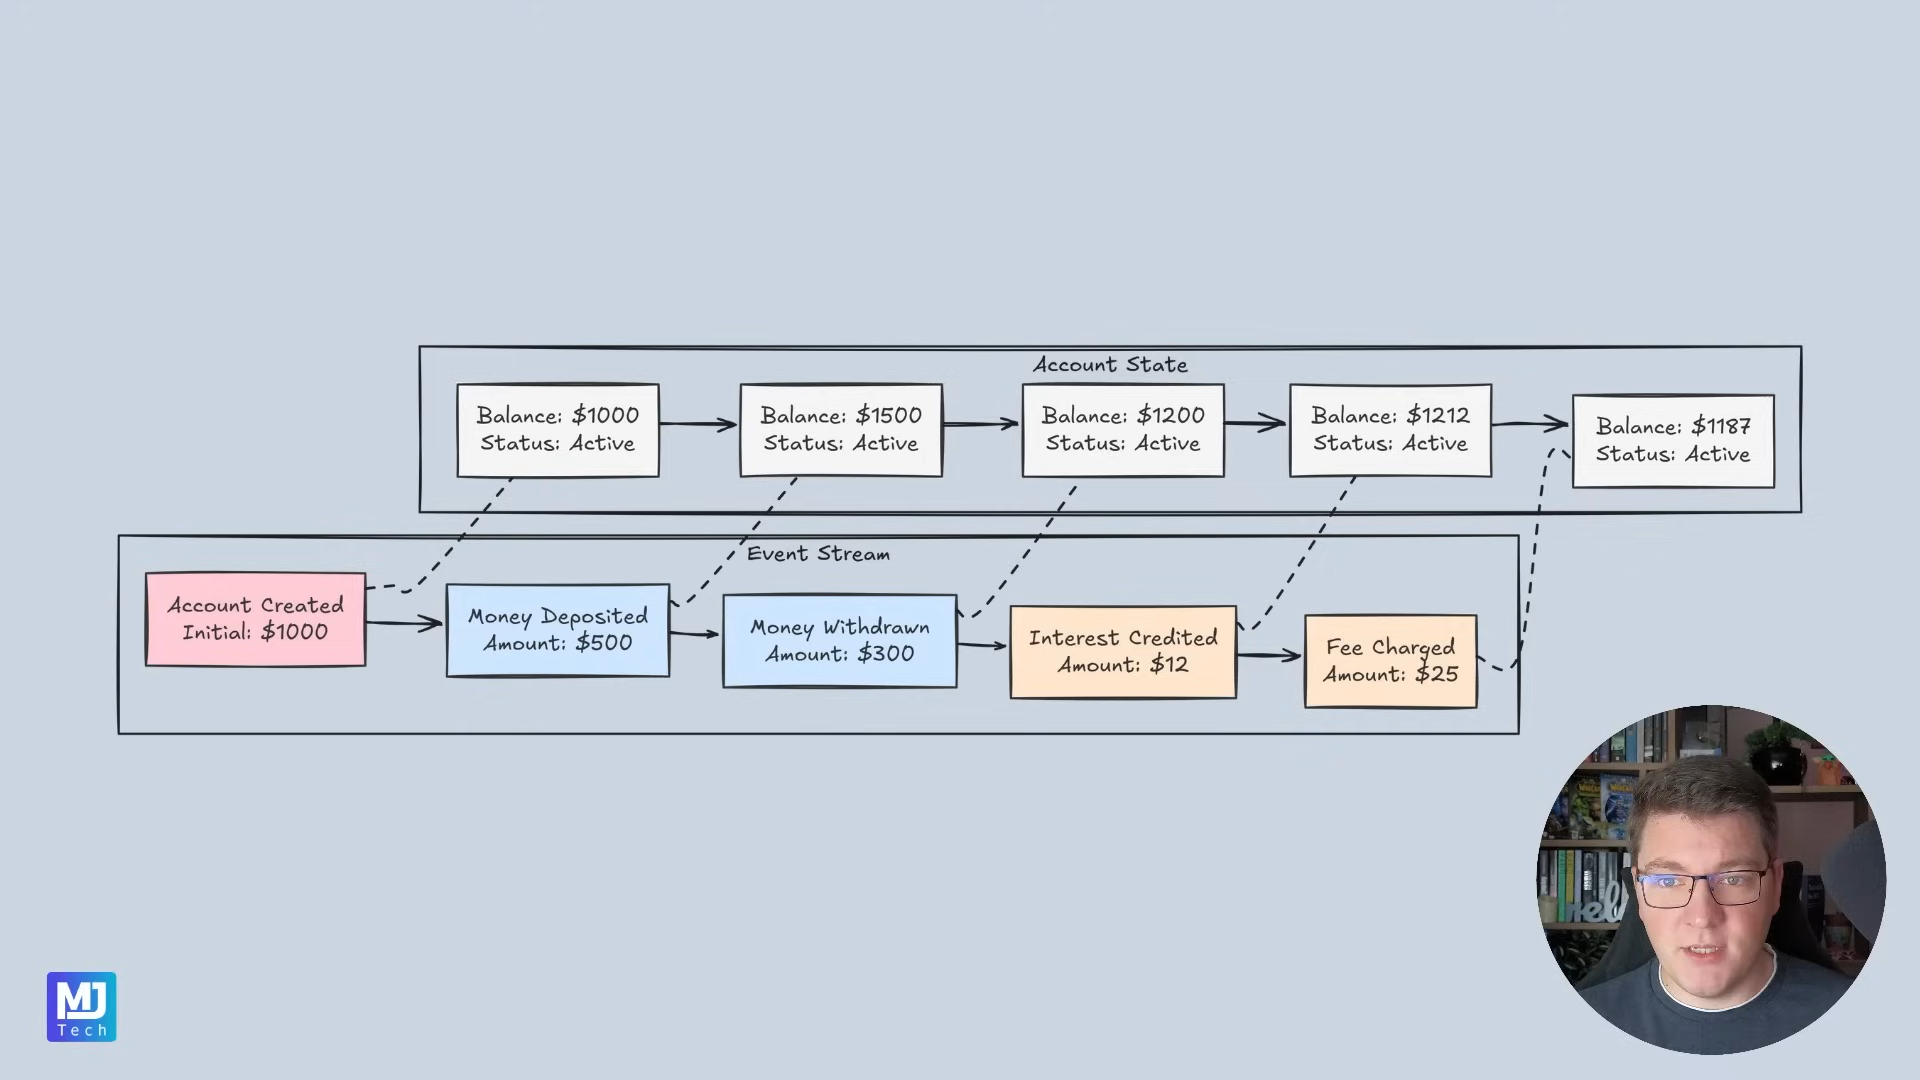 Account State
Balance: $1000
Status: Active
Balance: $1500
Status: Active
Balance: $1200
Status: Active
Balance: $1212
Status: Active
Balance: $1187
Status: Active
Event Stream
Account Created
Initial: $1000
Money Deposited
Amount: $500
Money Withdrawn
Amount: $300
Interest Credited
Amount: $12
Fee Charged
Amount: $25
MJ
Tech